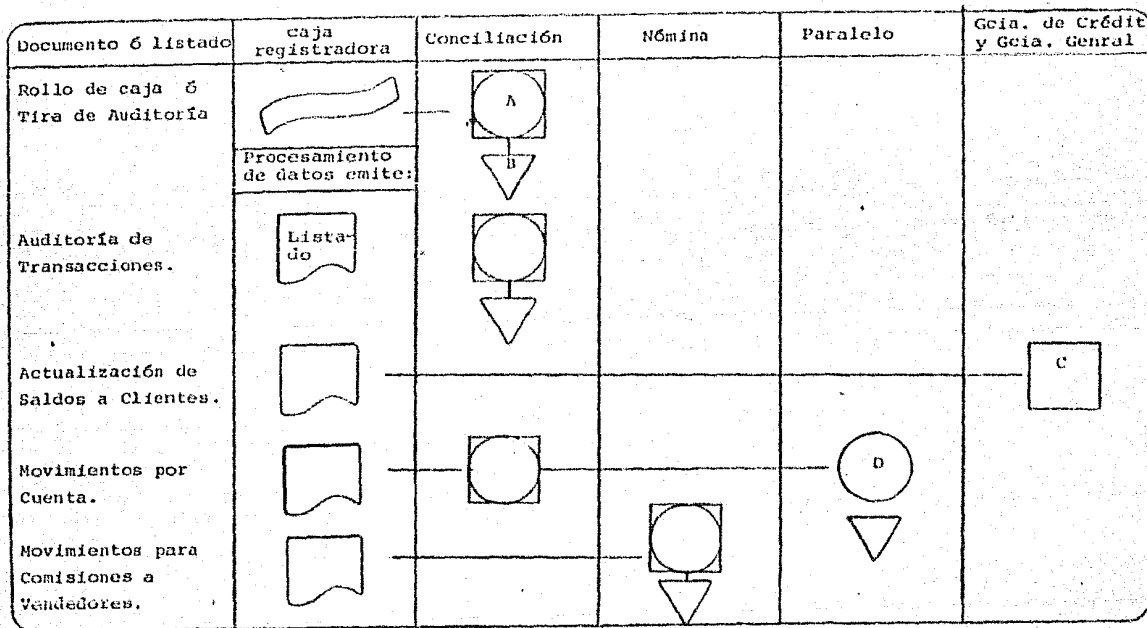 Documento ó listado
caja
registradora
Conciliación
Nómina
Paralelo
Gcia. de Crédit
y Gcia. Genral
Rollo de caja ó
Tira de Auditoría
A
B
Procesamiento
de datos emite:
Auditoría de
Transacciones.
Lista-
do
Actualización de
Saldos a Clientes.
C
Movimientos por
Cuenta.
D
Movimientos para
Comisiones a
Vendedores.